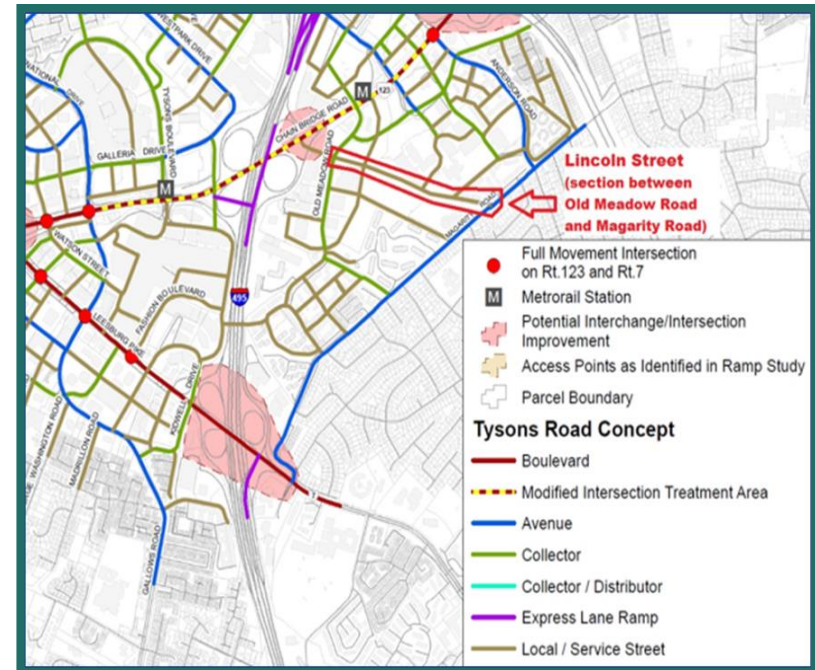 WESTPARK DRIVE
TYSONS BOULEVARD
GALLERIA DRIVE
CHAIN BRIDGE ROAD
123
M
M
OLD MEADOW ROAD
ANDERSON ROAD
MAGARITY ROAD
WATSON STREET
FASHION BOULEVARD
LEESBURG PIKE
KIDWELL DRIVE
495
WASHINGTON ROAD
MADRILLON ROAD
GALLOWS ROAD
7
Lincoln Street
(section between
Old Meadow Road
and Magarity Road)
Full Movement Intersection
on Rt.123 and Rt.7
M
Metrorail Station
Potential Interchange/Intersection
Improvement
Access Points as Identified in Ramp Study
Parcel Boundary
Tysons Road Concept
Boulevard
Modified Intersection Treatment Area
Avenue
Collector
Collector / Distributor
Express Lane Ramp
Local / Service Street